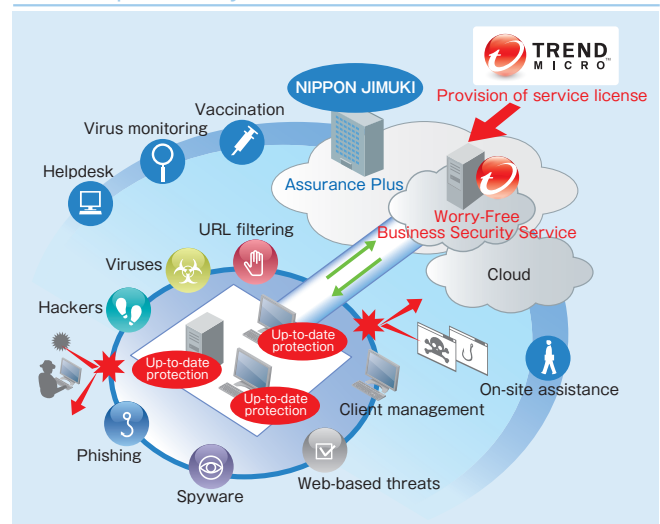 TREND
MICRO™
NIPPON JIMUKI
Provision of service license
Vaccination
Virus monitoring
Helpdesk
Assurance Plus
Worry-Free
Business Security Service
URL filtering
Viruses
Cloud
Hackers
Up-to-date
protection
Up-to-date
protection
Up-to-date
protection
Client management
On-site assistance
Phishing
Spyware
Web-based threats